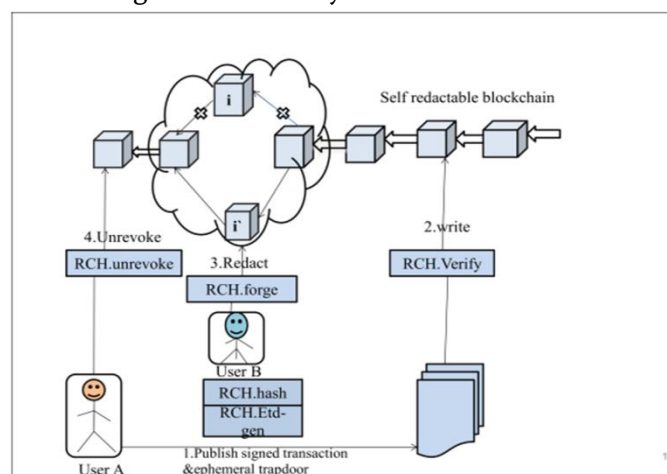 i
Self redactable blockchain
i`
4.Unrevoke
RCH.unrevoke
3.Redact
RCH.forge
2.write
RCH.Verify
User B
RCH.hash
RCH.Etd-
gen
1.Publish signed transaction
&ephemeral trapdoor
User A
1